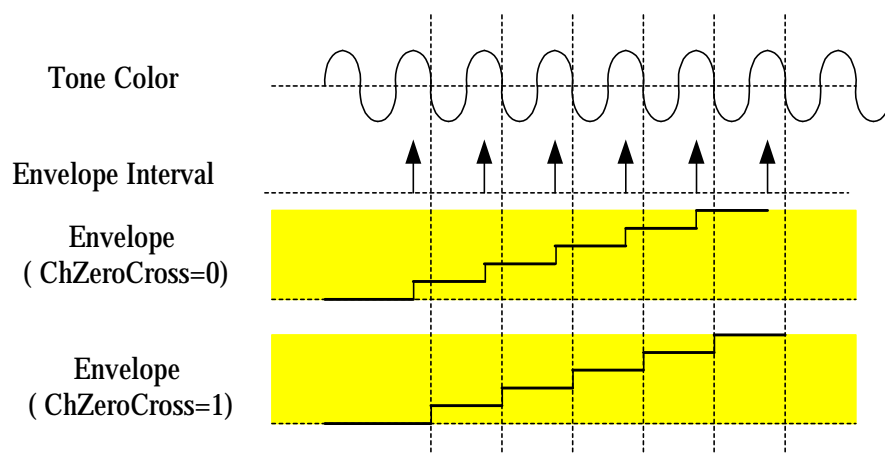 Tone Color
Envelope Interval
Envelope
( ChZeroCross=0)
Envelope
( ChZeroCross=1)